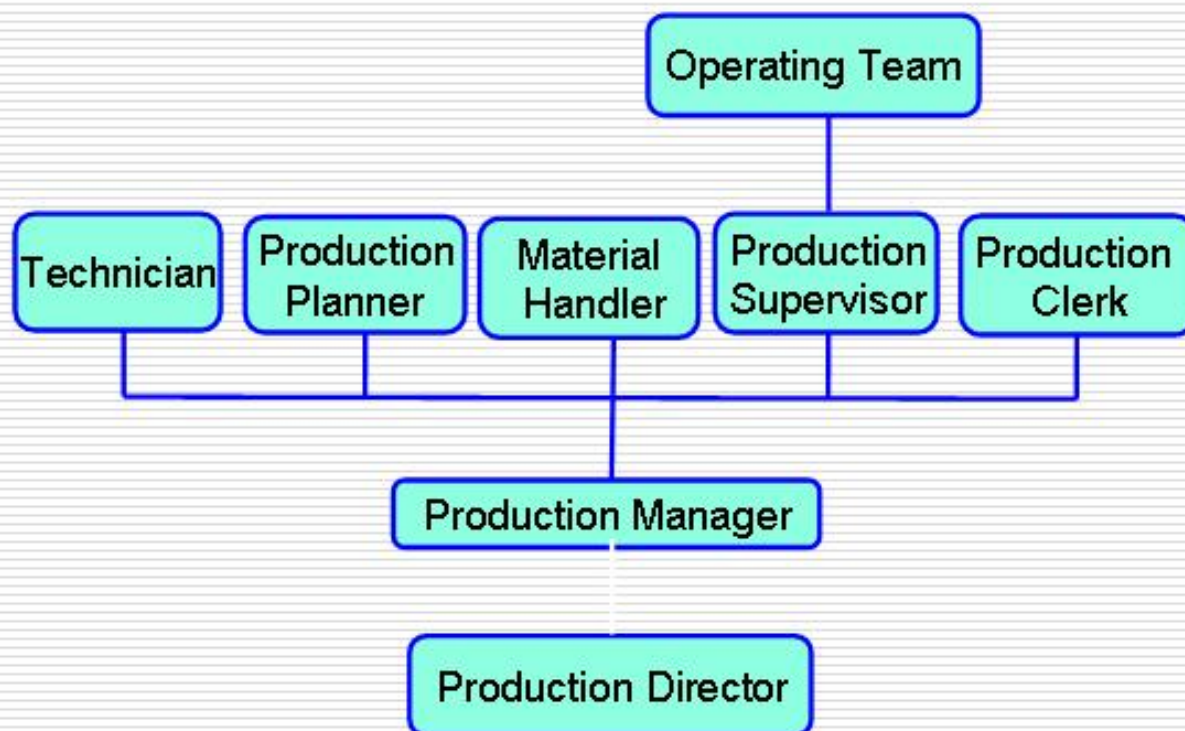 Operating Team
Technician
Production
Planner
Material
Handler
Production
Supervisor
Production
Clerk
Production Manager
Production Director